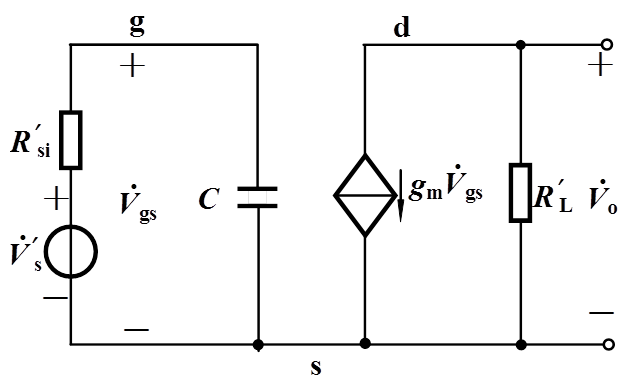 g
d
+
+
R′si
+
V̇gs
C
gmV̇gs
R′L
V̇o
V̇′s
−
−
−
s